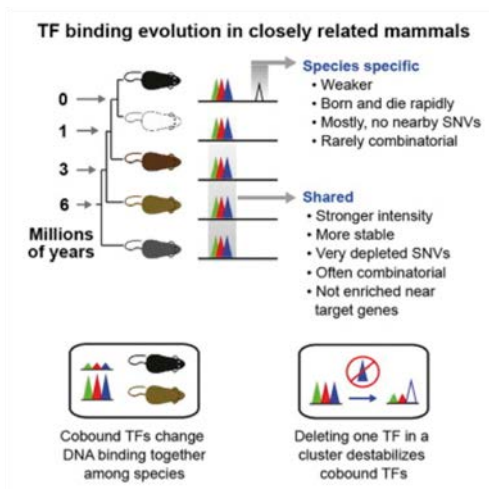 TF binding evolution in closely related mammals
0
1
3
6
Millions
of years
Species specific
• Weaker
• Born and die rapidly
• Mostly, no nearby SNVs
• Rarely combinatorial
Shared
• Stronger intensity
• More stable
• Very depleted SNVs
• Often combinatorial
• Not enriched near
target genes
Cobound TFs change
DNA binding together
among species
Deleting one TF in a
cluster destabilizes
cobound TFs